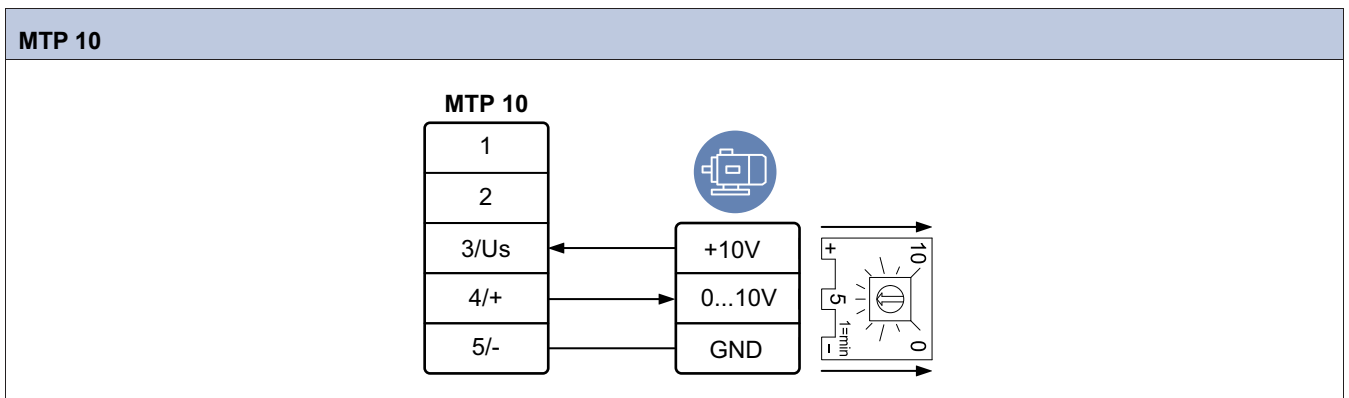 MTP 10
MTP 10
1
2
3/Us
4/+
5/-
+10V
0...10V
GND
+
10
5
1=min
-
0